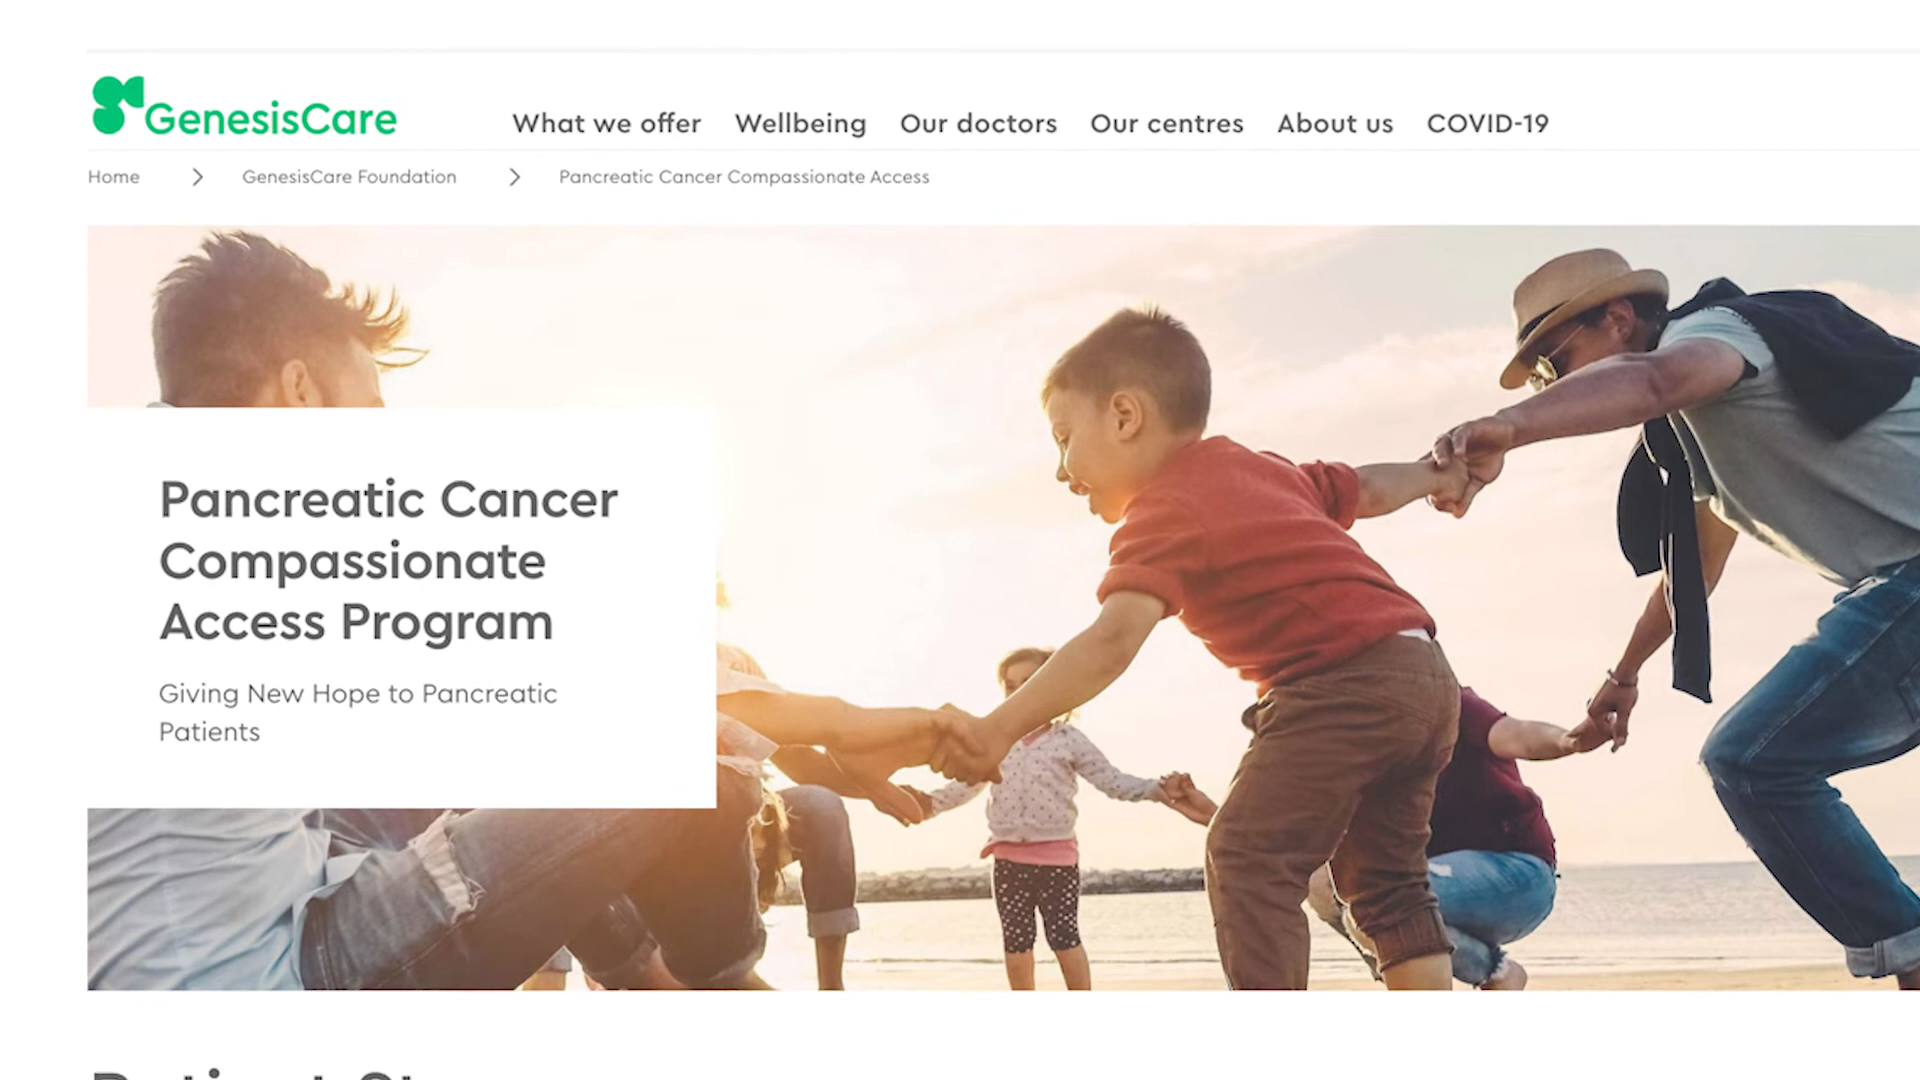 GenesisCare
What we offer Wellbeing Our doctors Our centres About us COVID-19
Home > GenesisCare Foundation > Pancreatic Cancer Compassionate Access
Pancreatic Cancer
Compassionate
Access Program
Giving New Hope to Pancreatic
Patients